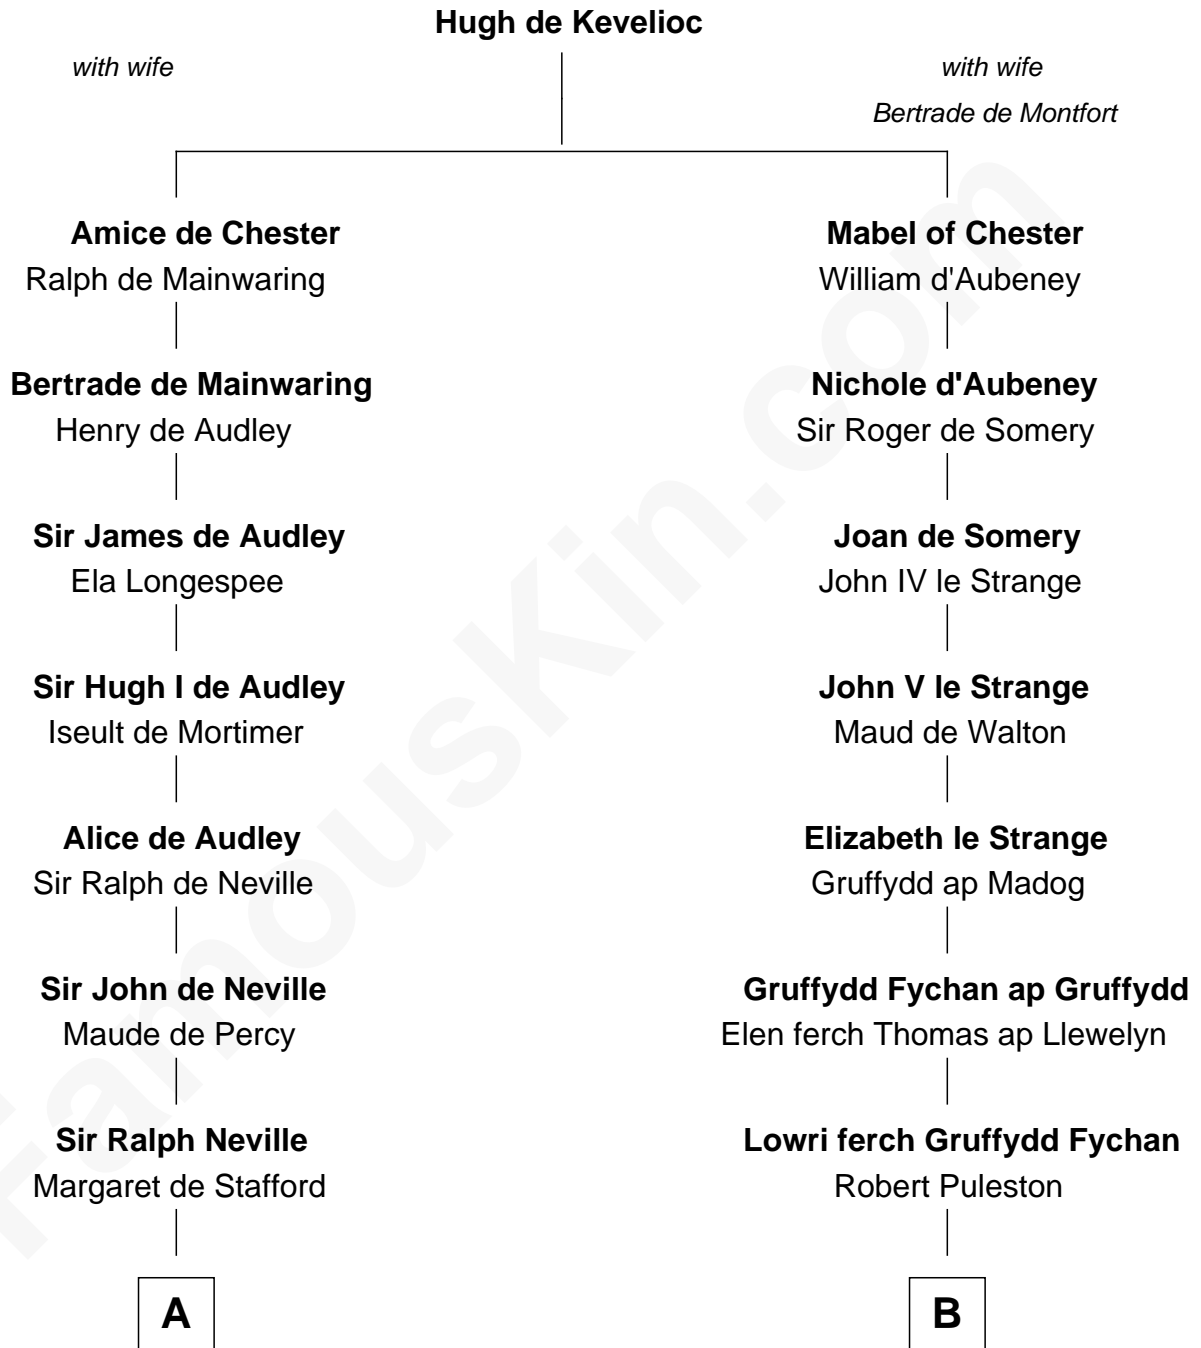 Hugh de Kevelioc
with wife
with wife
Bertrade de Montfort
Amice de Chester
Ralph de Mainwaring
Mabel of Chester
William d'Aubeney
Bertrade de Mainwaring
Henry de Audley
Nichole d'Aubeney
Sir Roger de Somery
Sir James de Audley
Ela Longespee
Joan de Somery
John IV le Strange
Sir Hugh I de Audley
Iseult de Mortimer
John V le Strange
Maud de Walton
Alice de Audley
Sir Ralph de Neville
Elizabeth le Strange
Gruffydd ap Madog
Sir John de Neville
Maude de Percy
Gruffydd Fychan ap Gruffydd
Elen ferch Thomas ap Llewelyn
Sir Ralph Neville
Margaret de Stafford
Lowri ferch Gruffydd Fychan
Robert Puleston
A
B
FamousKin.com